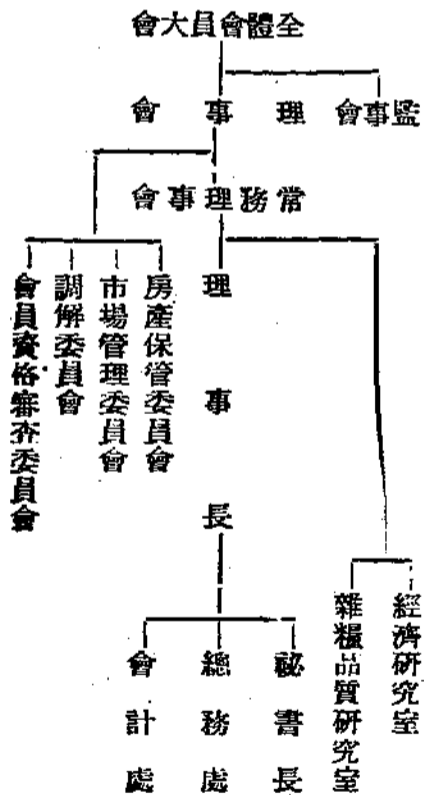 全體會員大會
監事會
理事會
常務理事會
理事長
房產保管委員會
市場管理委員會
調解委員會
會員資格審查委員會
經濟研究室
雜糧品質研究室
祕書長
總務處
會計處